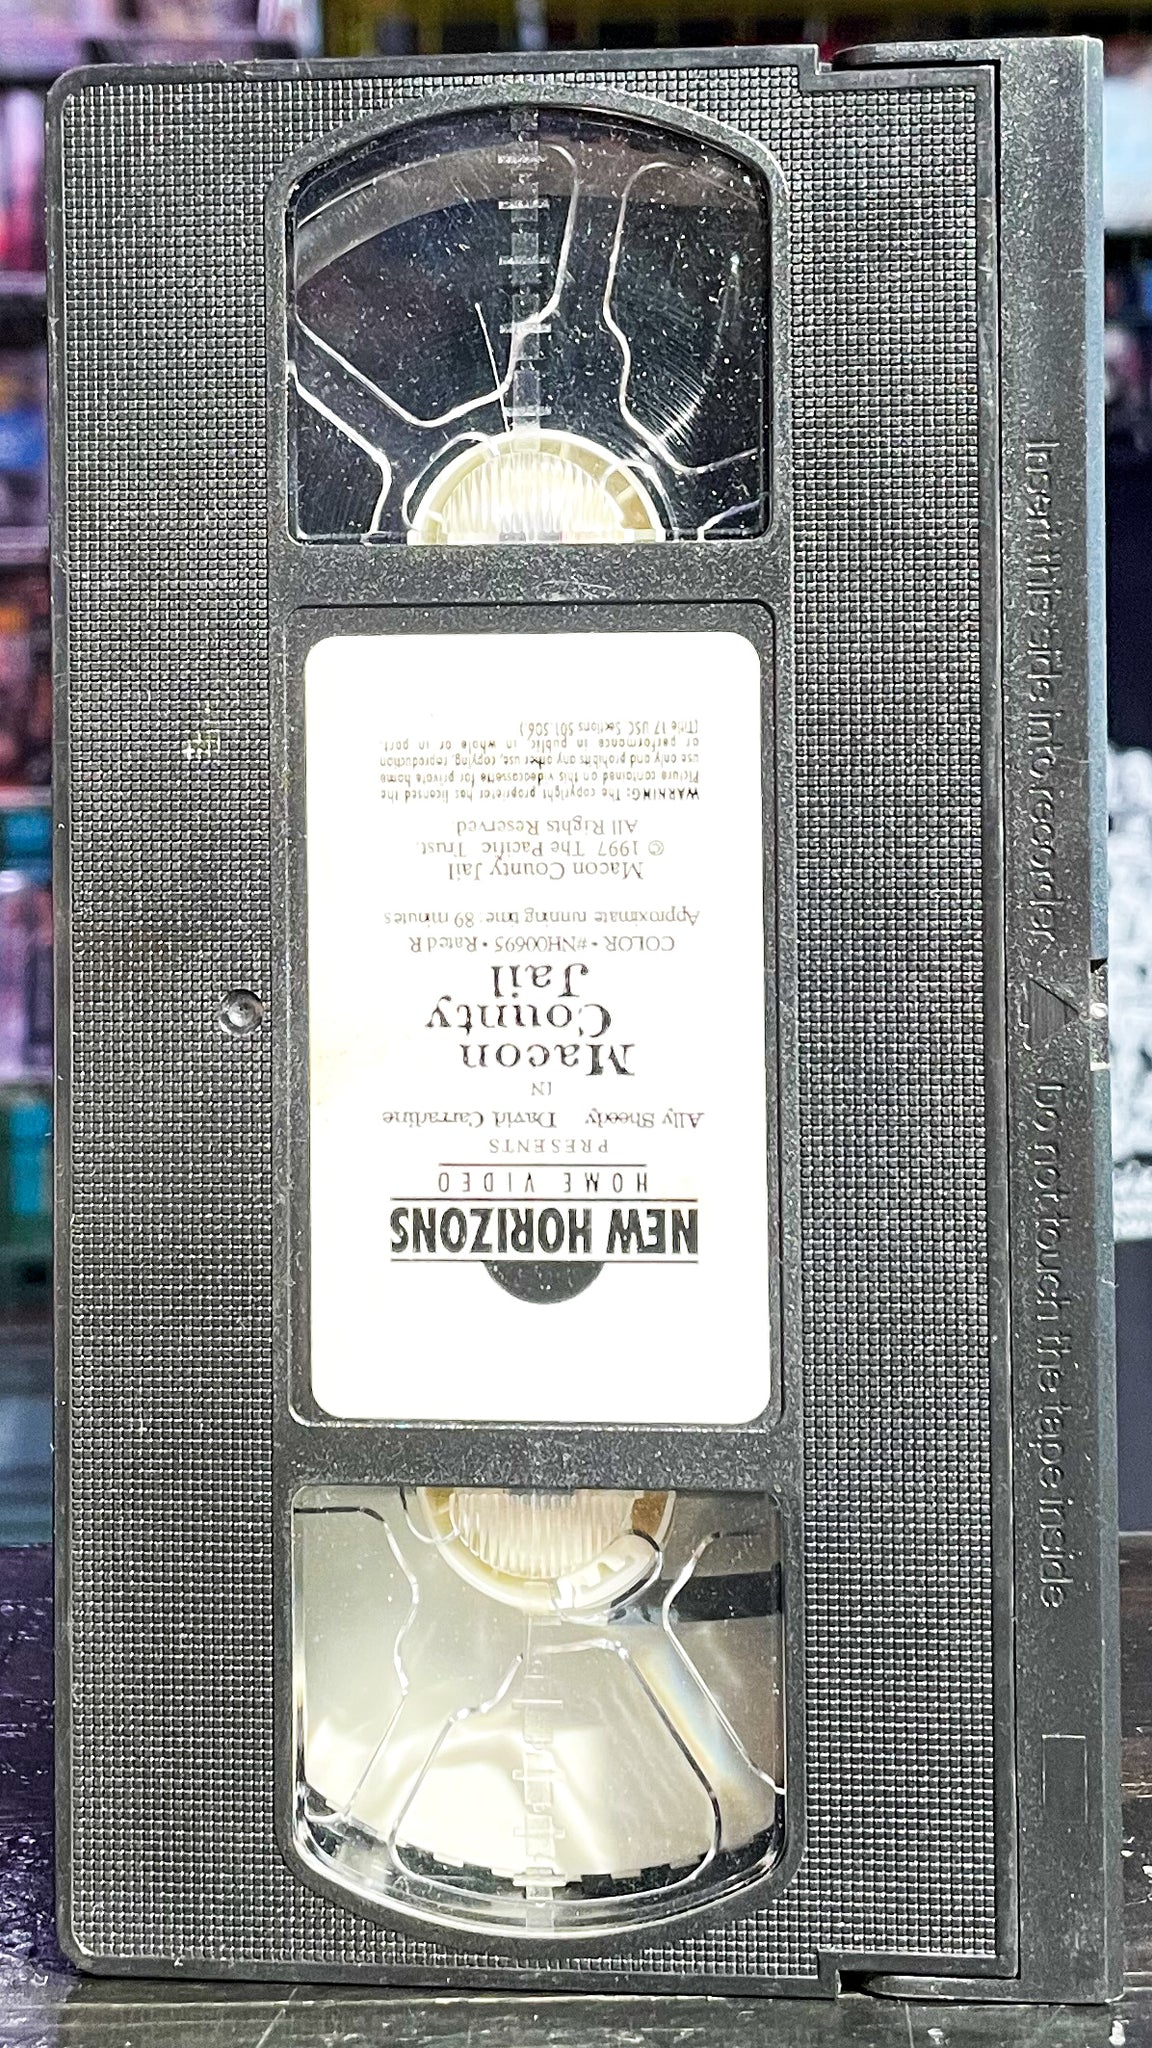 NEW HORIZONS
HOME VIDEO
PRESENTS
Ally Sheedy David Carradine
IN
Macon
County
Jail
COLOR • #NH00695 • Rated R
Approximate running time: 89 minutes
Macon County Jail
© 1997 The Pacific Trust.
All Rights Reserved
WARNING: The copyright proprietor has licensed the
Picture contained on this videocassette for private home
use only and prohibits any other use, copying, reproduction
or performance in public, in whole or in part.
(Title 17 USC Sections 501-506)
Insert this side into recorder
Do not touch the tape inside